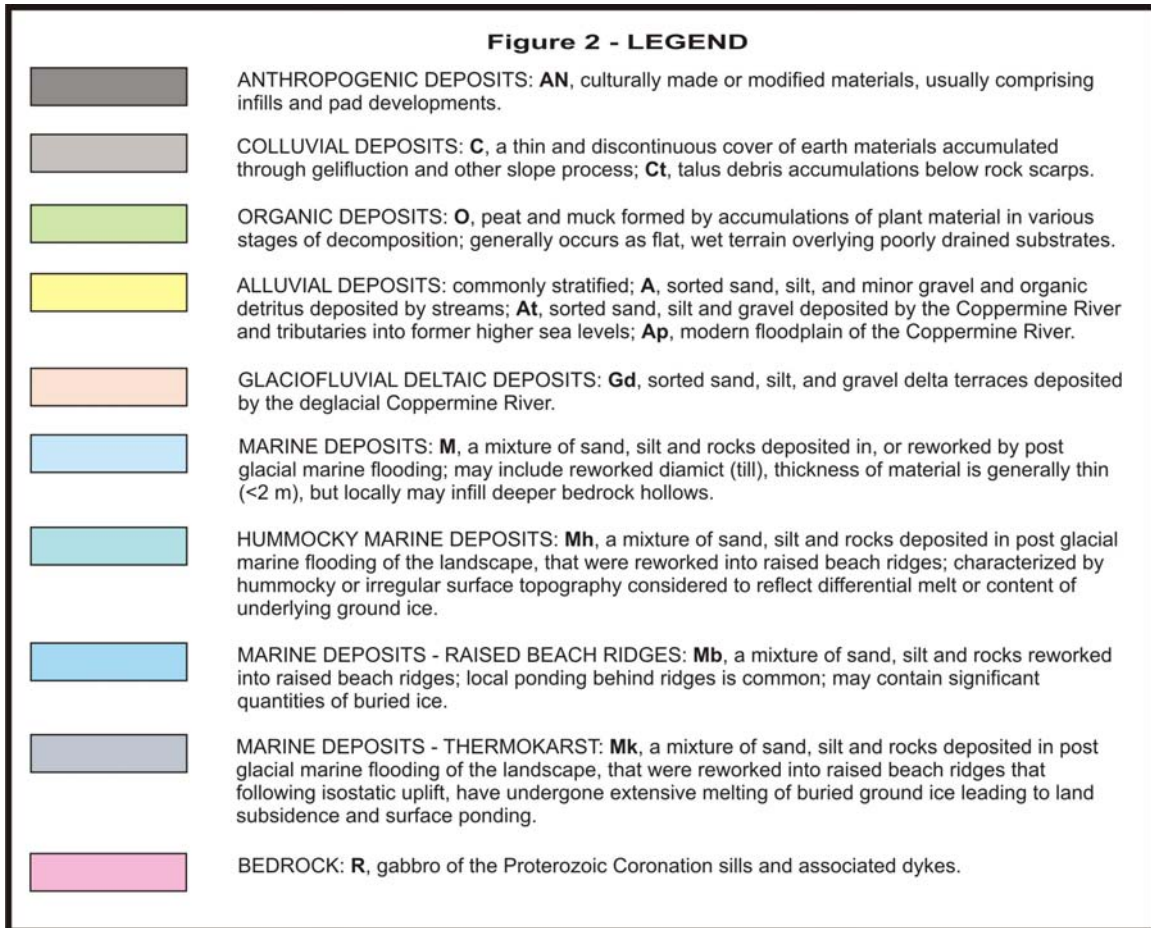 Figure 2 - LEGEND
ANTHROPOGENIC DEPOSITS: AN, culturally made or modified materials, usually comprising
infills and pad developments.
COLLUVIAL DEPOSITS: C, a thin and discontinuous cover of earth materials accumulated
through gelifluction and other slope process; Ct, talus debris accumulations below rock scarps.
ORGANIC DEPOSITS: O, peat and muck formed by accumulations of plant material in various
stages of decomposition; generally occurs as flat, wet terrain overlying poorly drained substrates.
ALLUVIAL DEPOSITS: commonly stratified; A, sorted sand, silt, and minor gravel and organic
detritus deposited by streams; At, sorted sand, silt and gravel deposited by the Coppermine River
and tributaries into former higher sea levels; Ap, modern floodplain of the Coppermine River.
GLACIOFLUVIAL DELTAIC DEPOSITS: Gd, sorted sand, silt, and gravel delta terraces deposited
by the deglacial Coppermine River.
MARINE DEPOSITS: M, a mixture of sand, silt and rocks deposited in, or reworked by post
glacial marine flooding; may include reworked diamict (till), thickness of material is generally thin
(<2 m), but locally may infill deeper bedrock hollows.
HUMMOCKY MARINE DEPOSITS: Mh, a mixture of sand, silt and rocks deposited in post glacial
marine flooding of the landscape, that were reworked into raised beach ridges; characterized by
hummocky or irregular surface topography considered to reflect differential melt or content of
underlying ground ice.
MARINE DEPOSITS - RAISED BEACH RIDGES: Mb, a mixture of sand, silt and rocks reworked
into raised beach ridges; local ponding behind ridges is common; may contain significant
quantities of buried ice.
MARINE DEPOSITS - THERMOKARST: Mk, a mixture of sand, silt and rocks deposited in post
glacial marine flooding of the landscape, that were reworked into raised beach ridges that
following isostatic uplift, have undergone extensive melting of buried ground ice leading to land
subsidence and surface ponding.
BEDROCK: R, gabbro of the Proterozoic Coronation sills and associated dykes.